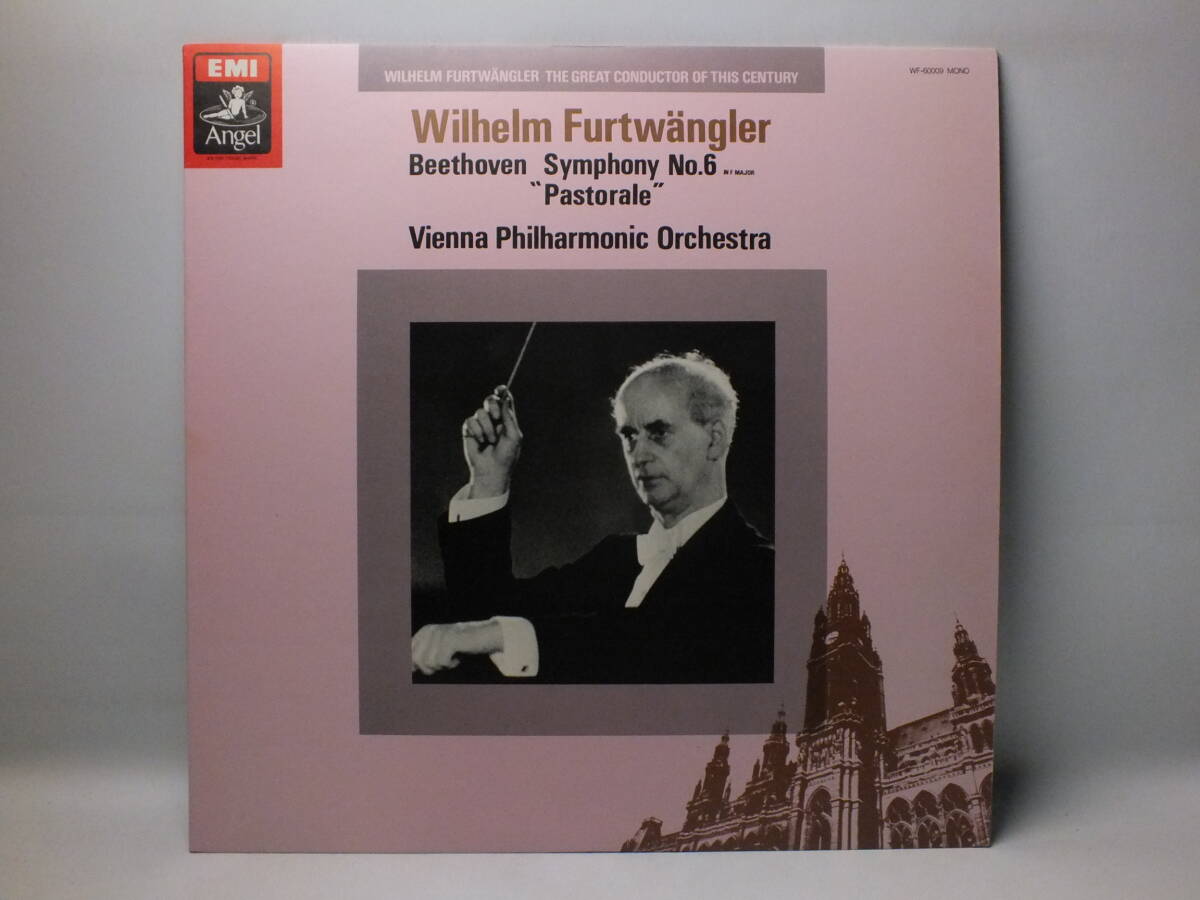 EMI
Angel
WILHELM FURTWÄNGLER THE GREAT CONDUCTOR OF THIS CENTURY
WF-60009 MONO
Wilhelm Furtwängler
Beethoven Symphony No.6 IN F MAJOR
"Pastorale"
Vienna Philharmonic Orchestra